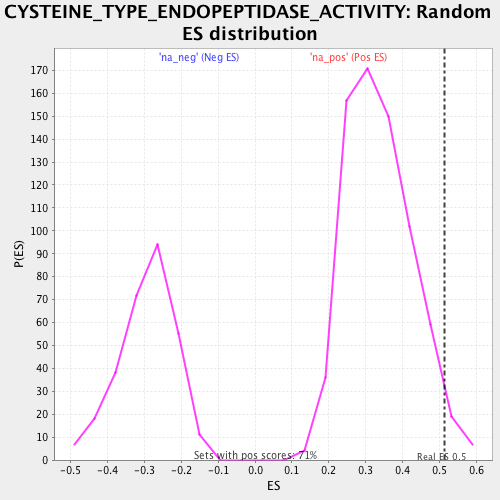 CYSTEINE_TYPE_ENDOPEPTIDASE_ACTIVITY: Random
ES distribution
'na_neg' (Neg ES) 'na_pos' (Pos ES)
170
160
150
140
130
120
110
100
90
80
70
60
50
40
30
20
10
0
P(ES)
Sets with pos scores: 71%
Real ES 0.5
-0.5 -0.4 -0.3 -0.2 -0.1 0.0 0.1 0.2 0.3 0.4 0.5 0.6
ES